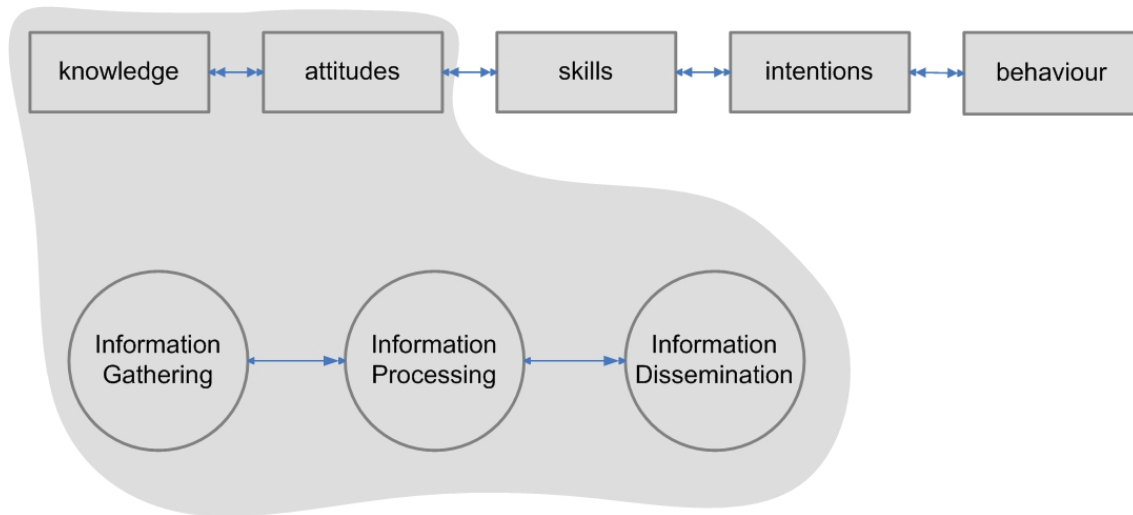 knowledge
attitudes
skills
intentions
behaviour
Information
Gathering
Information
Processing
Information
Dissemination